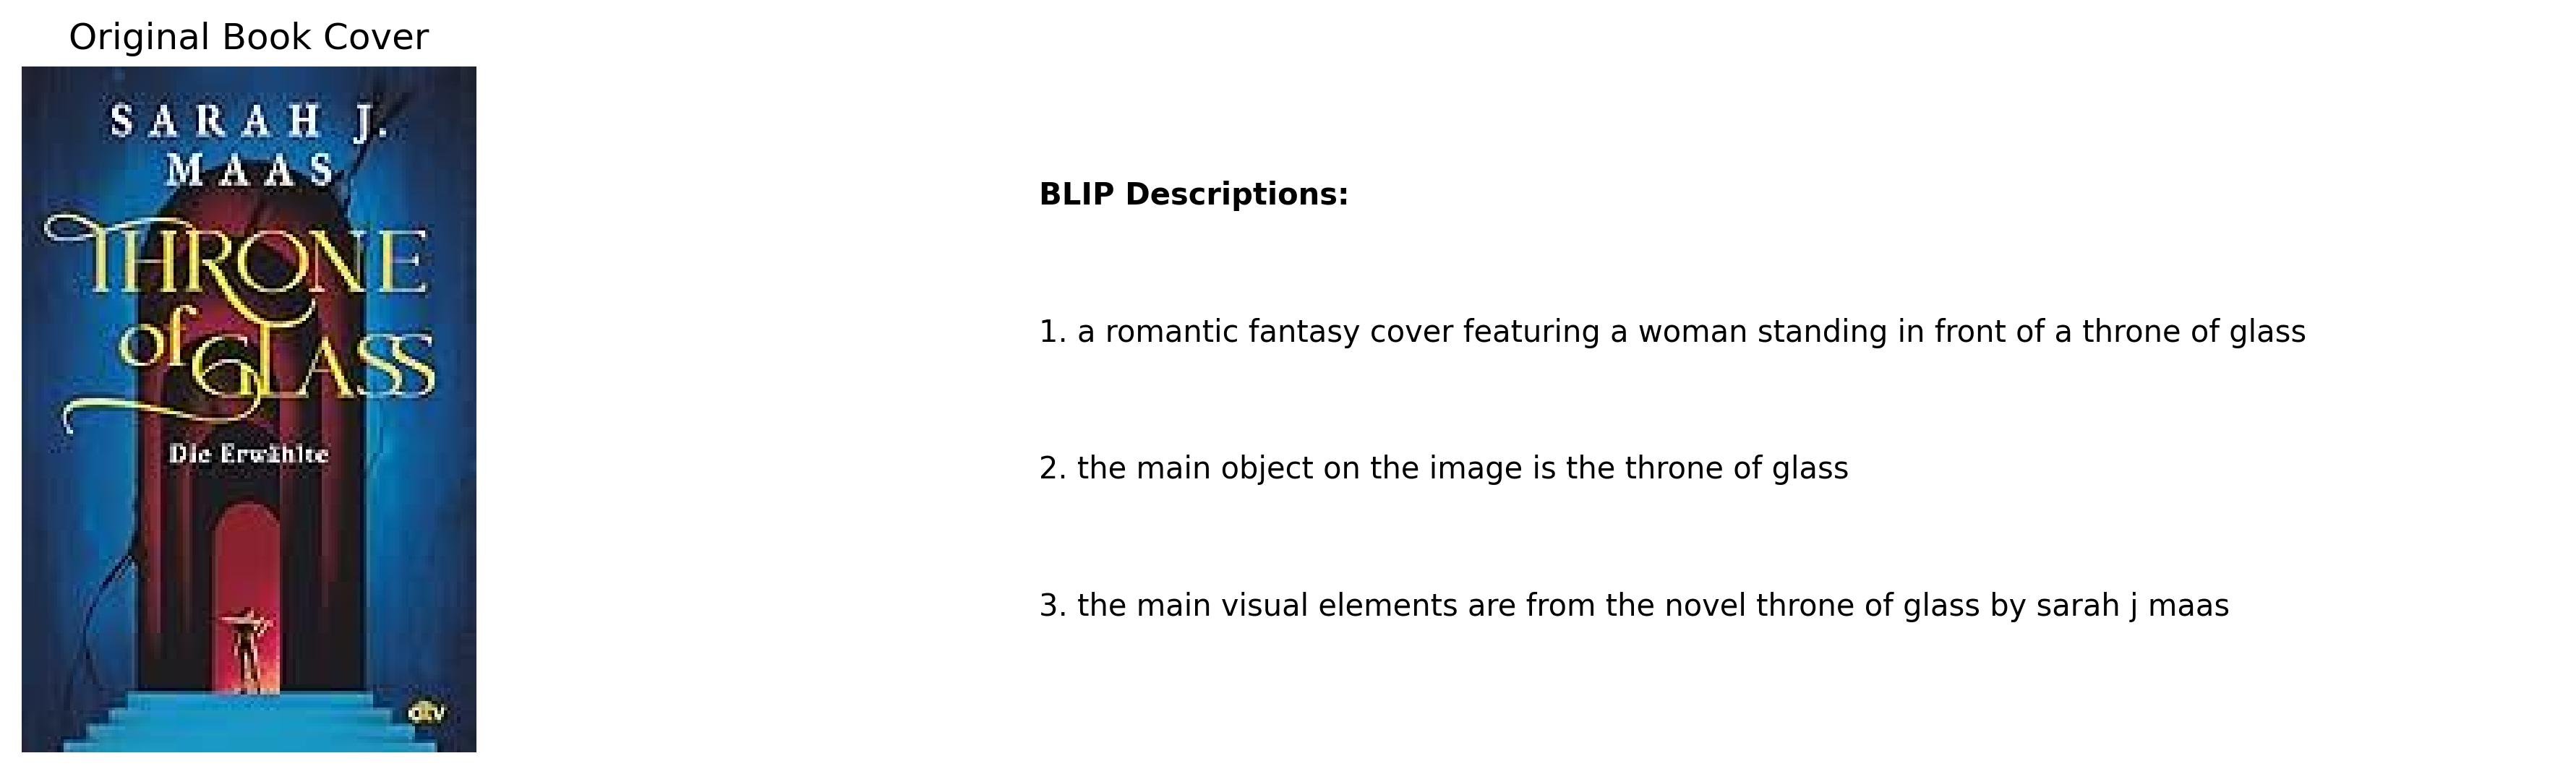 Original Book Cover
SARAH J.
MAAS
THRONE
of GLASS
Die Erwählte
dtv
BLIP Descriptions:
1. a romantic fantasy cover featuring a woman standing in front of a throne of glass
2. the main object on the image is the throne of glass
3. the main visual elements are from the novel throne of glass by sarah j maas